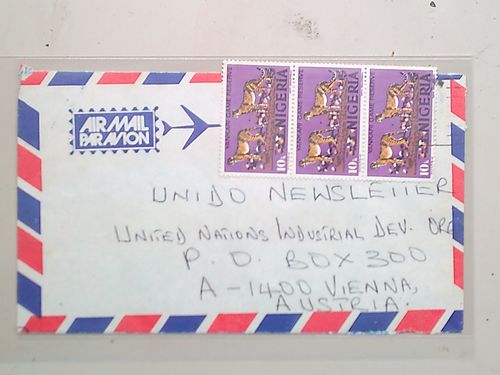 AIR MAIL
PAR AVION
NIGERIA
10k
NIGERIA
10k
NIGERIA
10k
UNIDO NEWSLETTER
UNITED NATIONS INDUSTRIAL DEV. ORG
P. O. BOX 300
A-1400 VIENNA,
AUSTRIA.